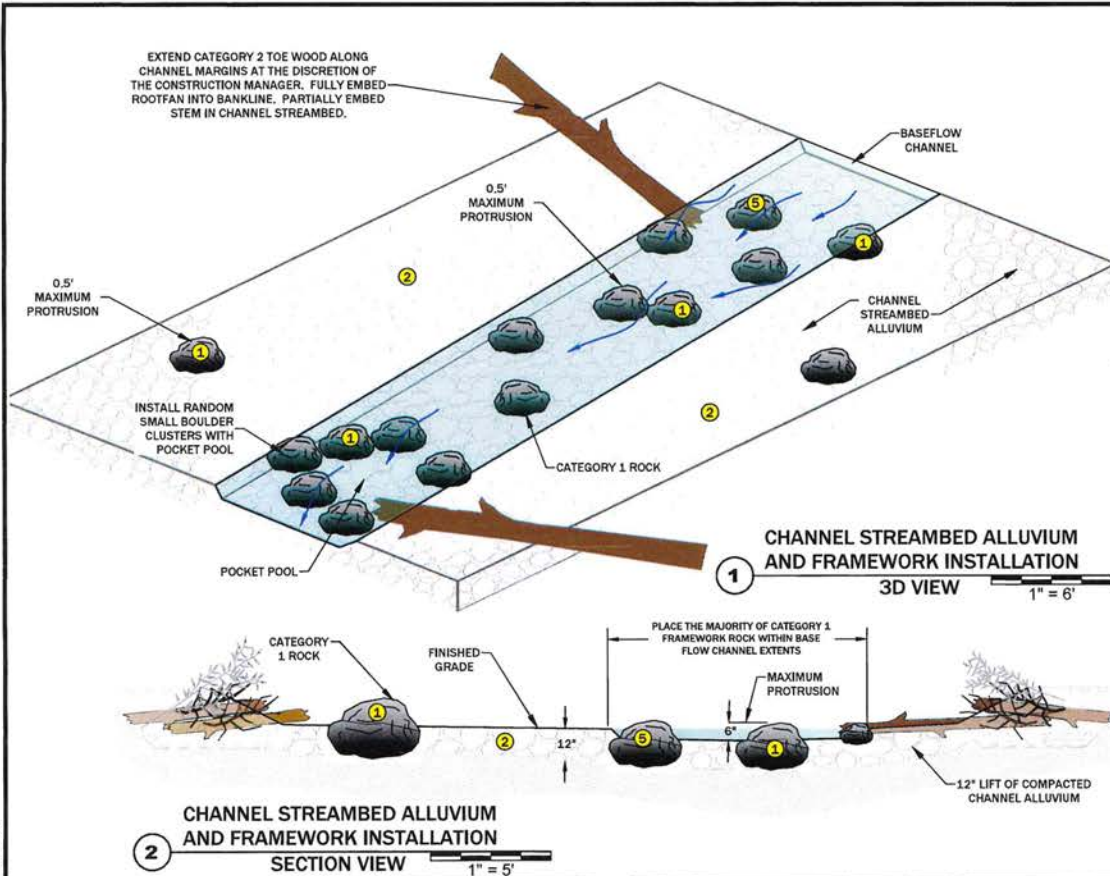 EXTEND CATEGORY 2 TOE WOOD ALONG
CHANNEL MARGINS AT THE DISCRETION OF
THE CONSTRUCTION MANAGER. FULLY EMBED
ROOTFAN INTO BANKLINE. PARTIALLY EMBED
STEM IN CHANNEL STREAMBED.
BASEFLOW
CHANNEL
0.5'
MAXIMUM
PROTRUSION
5
1
2
0.5'
MAXIMUM
PROTRUSION
1
1
CHANNEL
STREAMBED
ALLUVIUM
INSTALL RANDOM
SMALL BOULDER
CLUSTERS WITH
POCKET POOL
1
2
CATEGORY 1 ROCK
POCKET POOL
1
CHANNEL STREAMBED ALLUVIUM
AND FRAMEWORK INSTALLATION
3D VIEW
1" = 6'
CATEGORY
1 ROCK
FINISHED
GRADE
PLACE THE MAJORITY OF CATEGORY 1
FRAMEWORK ROCK WITHIN BASE
FLOW CHANNEL EXTENTS
MAXIMUM
PROTRUSION
1
2
12"
5
6"
1
12" LIFT OF COMPACTED
CHANNEL ALLUVIUM
2
CHANNEL STREAMBED ALLUVIUM
AND FRAMEWORK INSTALLATION
SECTION VIEW
1" = 5'